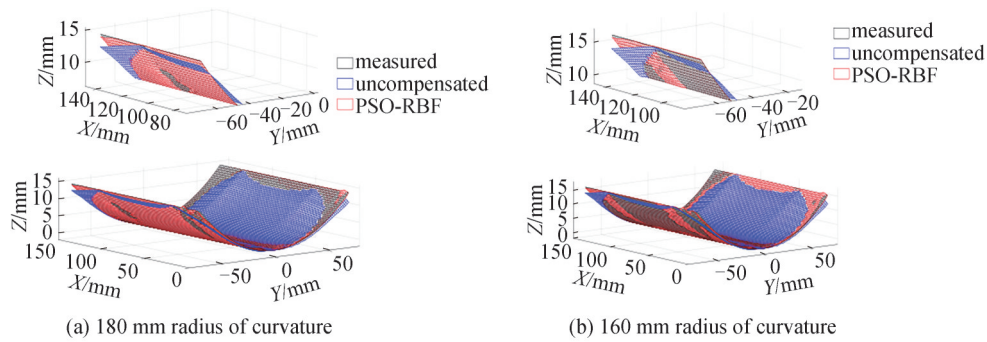 15
10
Z/mm
140
120
100
80
X/mm
−60
−40
−20
0
Y/mm
measured
uncompensated
PSO-RBF
15
10
5
0
Z/mm
150
100
50
0
X/mm
−50
0
50
Y/mm
(a) 180 mm radius of curvature
15
10
Z/mm
140
120
100
X/mm
−60
−40
−20
Y/mm
measured
uncompensated
PSO-RBF
15
10
5
0
Z/mm
150
100
50
0
X/mm
−50
0
50
Y/mm
(b) 160 mm radius of curvature